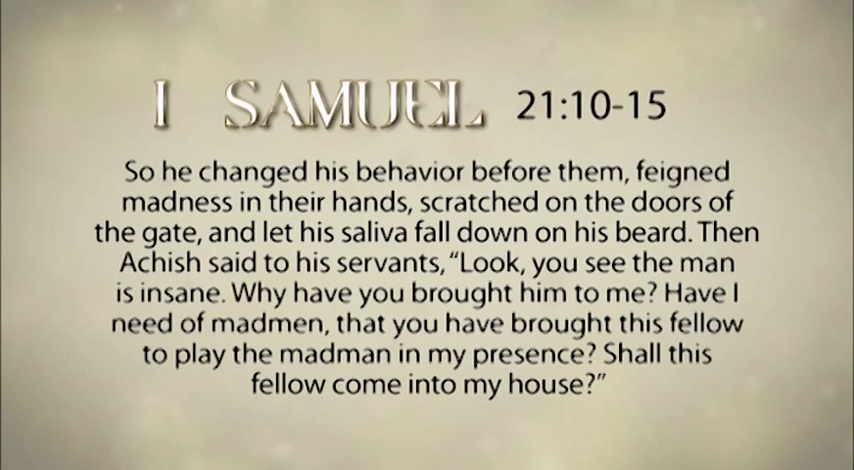 I SAMUEL 21:10-15
So he changed his behavior before them, feigned
madness in their hands, scratched on the doors of
the gate, and let his saliva fall down on his beard. Then
Achish said to his servants, “Look, you see the man
is insane. Why have you brought him to me? Have I
need of madmen, that you have brought this fellow
to play the madman in my presence? Shall this
fellow come into my house?”